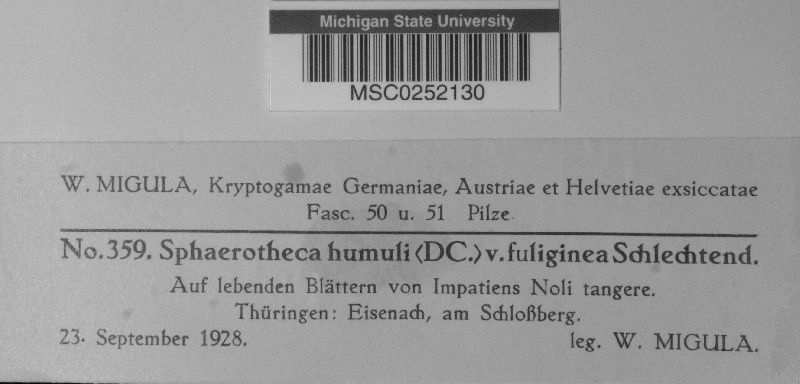 Michigan State University
MSC0252130
W. MIGULA, Kryptogamae Germaniae, Austriae et Helvetiae exsiccatae
Fasc. 50 u. 51 Pilze.
No. 359. Sphaerotheca humuli (DC.) v. fuliginea Schlechtend.
Auf lebenden Blättern von Impatiens Noli tangere.
Thüringen: Eisenach, am Schloßberg.
23. September 1928. leg. W. MIGULA.